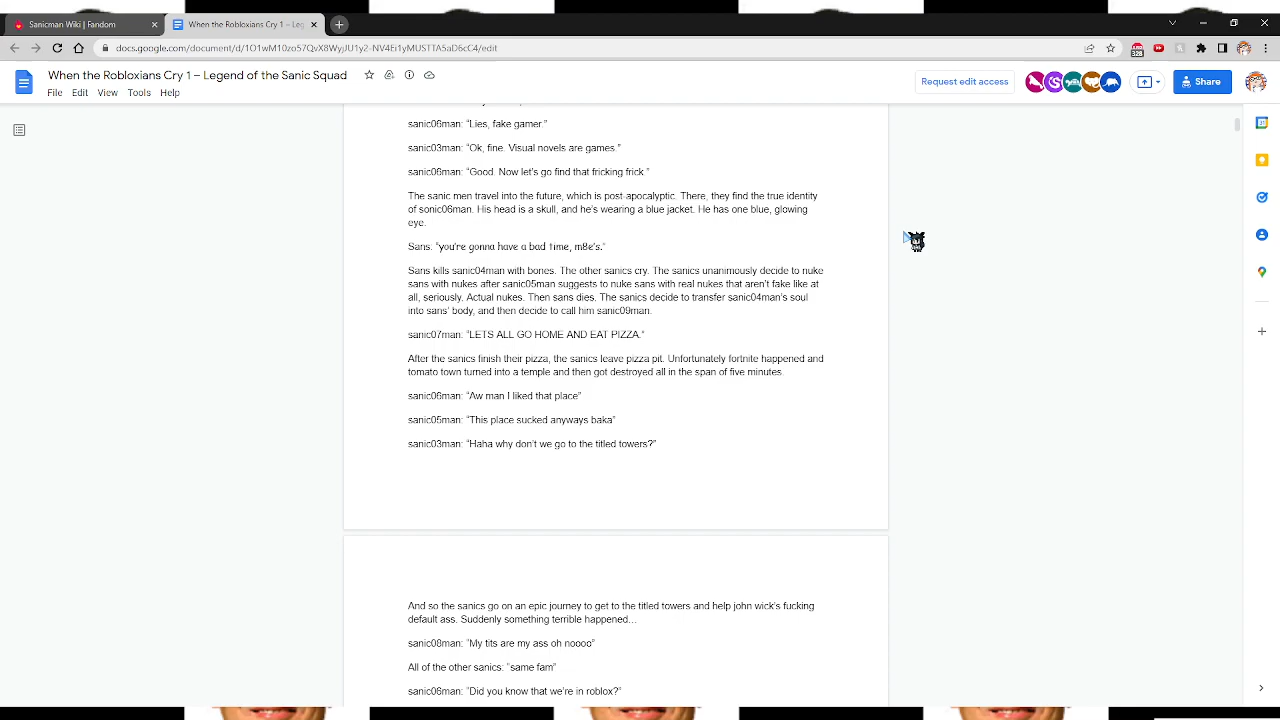 Sanicman Wiki | Fandom
When the Robloxians Cry 1 – Leg
docs.google.com/document/d/1O1wM10zo57QvX8WyjJU1y2-NV4Ei1yMUSTTA5aD6cC4/edit
When the Robloxians Cry 1 – Legend of the Sanic Squad
File Edit View Tools Help
Request edit access
Share
sanic06man: “Lies, fake gamer.”
sanic03man: “Ok, fine. Visual novels are games.”
sanic06man: “Good. Now let’s go find that fricking frick.”
The sanic men travel into the future, which is post-apocalyptic. There, they find the true identity
of sonic06man. His head is a skull, and he’s wearing a blue jacket. He has one blue, glowing
eye.
Sans: “you’re gonna have a bad time, m8e’s.”
Sans kills sanic04man with bones. The other sanics cry. The sanics unanimously decide to nuke
sans with nukes after sanic05man suggests to nuke sans with real nukes that aren’t fake like at
all, seriously. Actual nukes. Then sans dies. The sanics decide to transfer sanic04man’s soul
into sans’ body, and then decide to call him sanic09man.
sanic07man: “LETS ALL GO HOME AND EAT PIZZA.”
After the sanics finish their pizza, the sanics leave pizza pit. Unfortunately fortnite happened and
tomato town turned into a temple and then got destroyed all in the span of five minutes.
sanic06man: “Aw man I liked that place”
sanic05man: “This place sucked anyways baka”
sanic03man: “Haha why don’t we go to the titled towers?”
And so the sanics go on an epic journey to get to the titled towers and help john wick’s fucking
default ass. Suddenly something terrible happened…
sanic08man: “My tits are my ass oh noooo”
All of the other sanics: “same fam”
sanic06man: “Did you know that we’re in roblox?”